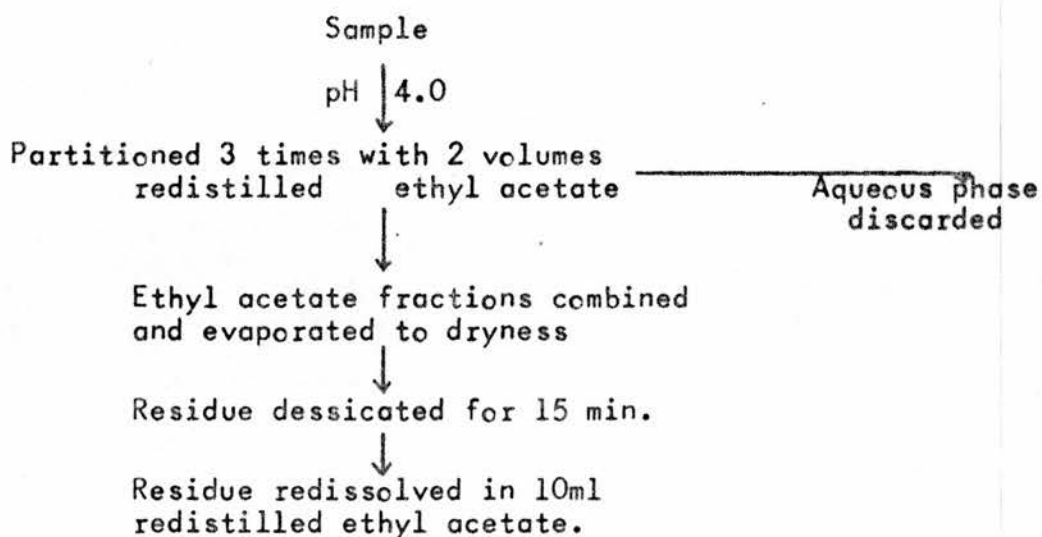 Sample
pH 4.0
Partitioned 3 times with 2 volumes
redistilled ethyl acetate
Aqueous phase
discarded
Ethyl acetate fractions combined
and evaporated to dryness
Residue dessicated for 15 min.
Residue redissolved in 10ml
redistilled ethyl acetate.